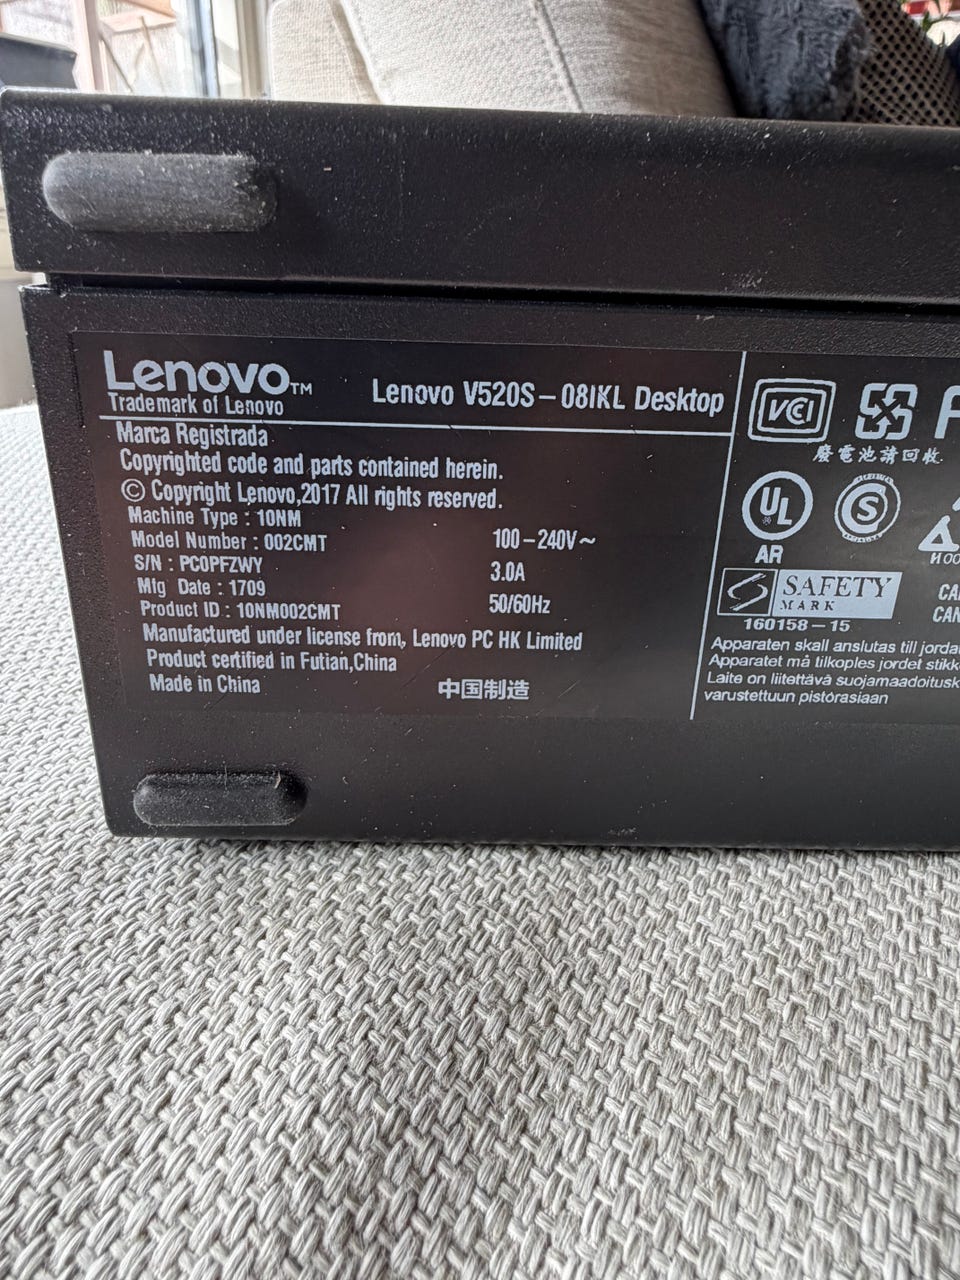 Lenovo™
Trademark of Lenovo
Lenovo V520S-08IKL Desktop
Marca Registrada
Copyrighted code and parts contained herein.
© Copyright Lenovo,2017 All rights reserved.
Machine Type : 10NM
Model Number : 002CMT
S/N : PC0PFZWY
Mfg Date : 1709
Product ID : 10NM002CMT
100-240V~
3.0A
50/60Hz
Manufactured under license from, Lenovo PC HK Limited
Product certified in Futian,China
Made in China
中国制造
VCI
廢電池請回收
UL
AR
S
SAFETY
MARK
160158-15
Apparaten skall anslutas till
Apparatet må tilkoples jordet
Laite on liitettävä
varustettuun pistorasiaan